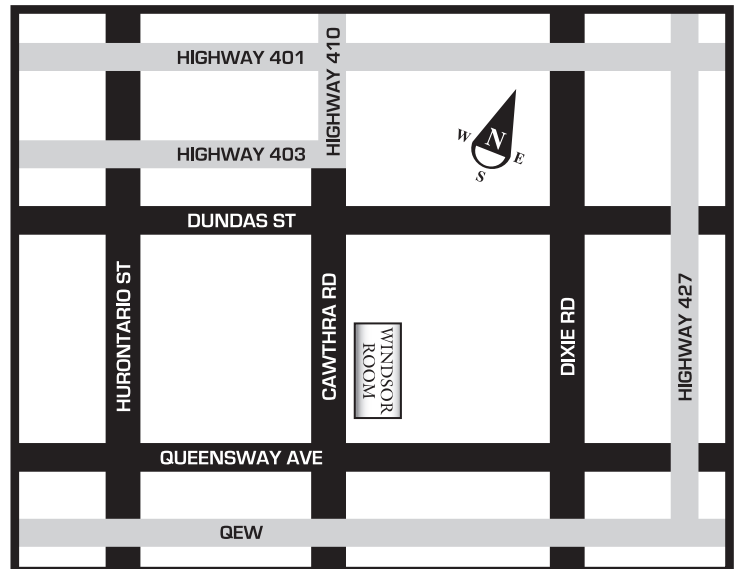 HIGHWAY 401
HIGHWAY 410
HIGHWAY 403
W
N
E
S
DUNDAS ST
HURONTARIO ST
CAWTHRA RD
WINDSOR
ROOM
DIXIE RD
HIGHWAY 427
QUEENSWAY AVE
QEW